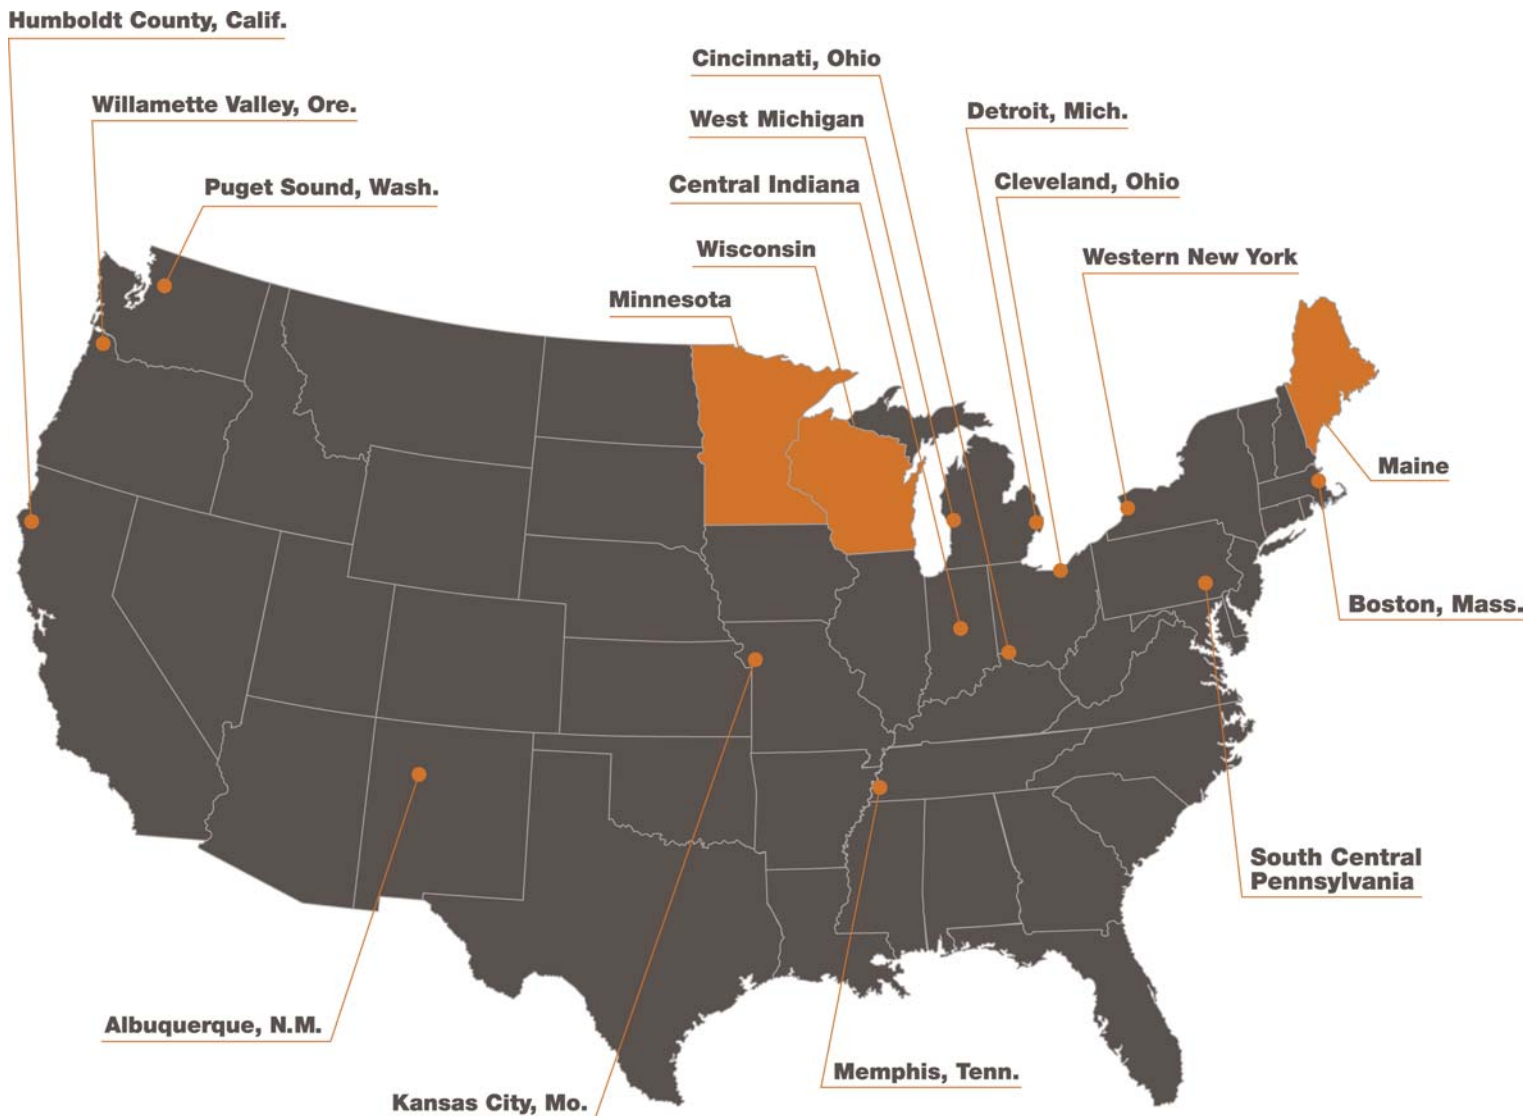 Humboldt County, Calif.
Cincinnati, Ohio
Willamette Valley, Ore.
West Michigan
Detroit, Mich.
Puget Sound, Wash.
Central Indiana
Cleveland, Ohio
Wisconsin
Western New York
Minnesota
Maine
Boston, Mass.
South Central
Pennsylvania
Albuquerque, N.M.
Memphis, Tenn.
Kansas City, Mo.